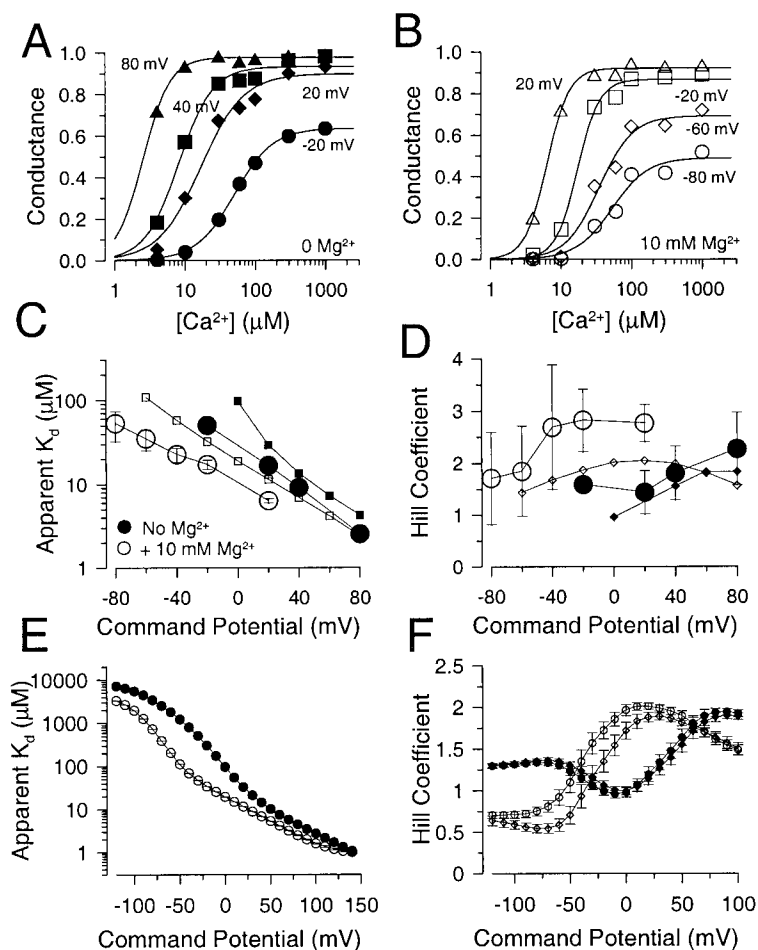 A
B
Conductance
1.0
0.8
0.6
0.4
0.2
0.0
80 mV
40 mV
20 mV
-20 mV
0 Mg²⁺
1
10
100
1000
[Ca²⁺] (μM)
Conductance
1.0
0.8
0.6
0.4
0.2
0.0
20 mV
-20 mV
-60 mV
-80 mV
10 mM Mg²⁺
1
10
100
1000
[Ca²⁺] (μM)
C
D
Apparent K_d (μM)
100
10
1
No Mg²⁺
+ 10 mM Mg²⁺
-80
-40
0
40
80
Command Potential (mV)
Hill Coefficient
4
3
2
1
0
-80
-40
0
40
80
Command Potential (mV)
E
F
Apparent K_d (μM)
10000
1000
100
10
1
-100
-50
0
50
100
150
Command Potential (mV)
Hill Coefficient
2.5
2
1.5
1
0.5
0
-100
-50
0
50
100
Command Potential (mV)